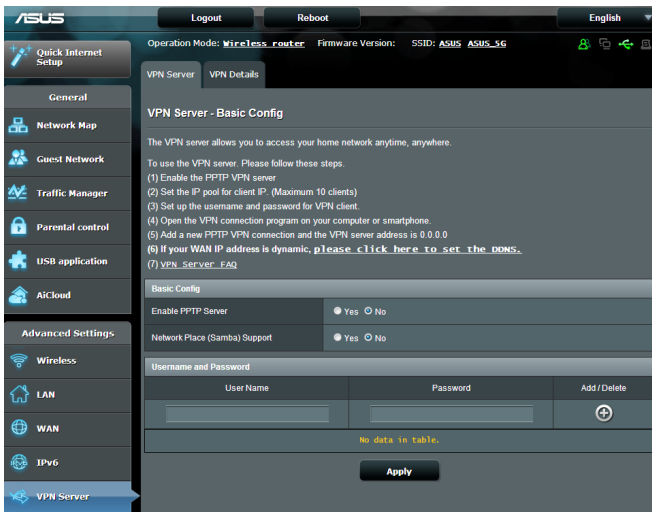 ASUS
Logout Reboot English
Quick Internet Setup
Operation Mode: Wireless router Firmware Version: SSID: ASUS ASUS_5G
VPN Server VPN Details
General
Network Map
Guest Network
Traffic Manager
Parental control
USB application
AiCloud
Advanced Settings
Wireless
LAN
WAN
IPv6
VPN Server
VPN Server - Basic Config
The VPN server allows you to access your home network anytime, anywhere.
To use the VPN server. Please follow these steps.
(1) Enable the PPTP VPN server
(2) Set the IP pool for client IP. (Maximum 10 clients)
(3) Set up the username and password for VPN client.
(4) Open the VPN connection program on your computer or smartphone.
(5) Add a new PPTP VPN connection and the VPN server address is 0.0.0.0
(6) If your WAN IP address is dynamic, please click here to set the DDNS.
(7) VPN Server FAQ
Basic Config
Enable PPTP Server Yes No
Network Place (Samba) Support Yes No
Username and Password
User Name Password Add / Delete
No data in table.
Apply